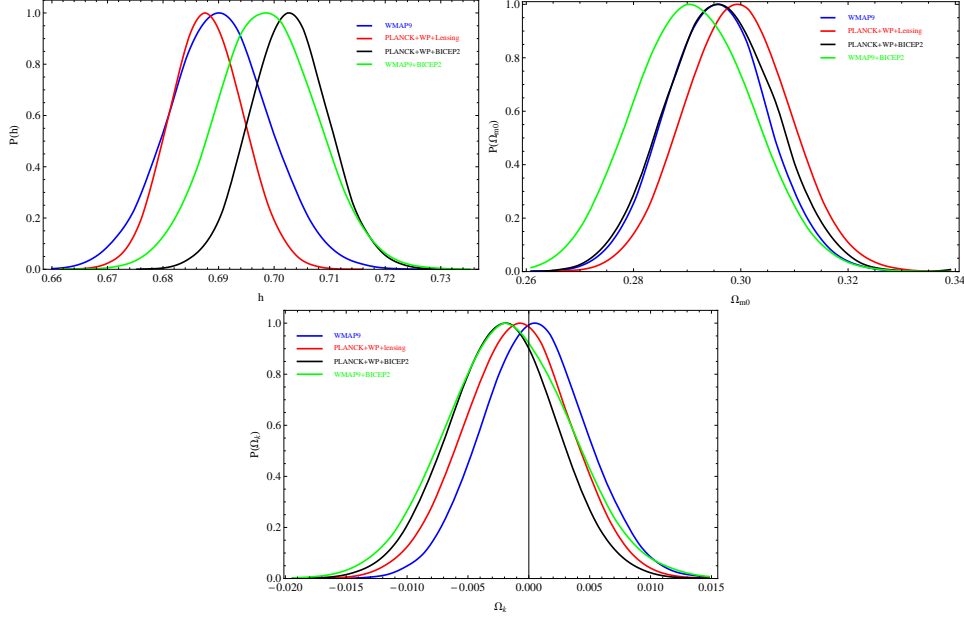 WMAP9
PLANCK+WP+Lensing
PLANCK+WP+BICEP2
WMAP9+BICEP2
P(h)
1.0
0.8
0.6
0.4
0.2
0.0
0.66 0.67 0.68 0.69 0.70 0.71 0.72 0.73
h
WMAP9
PLANCK+WP+Lensing
PLANCK+WP+BICEP2
WMAP9+BICEP2
P(Ωm0)
1.0
0.8
0.6
0.4
0.2
0.0
0.26 0.28 0.30 0.32 0.34
Ωm0
WMAP9
PLANCK+WP+lensing
PLANCK+WP+BICEP2
WMAP9+BICEP2
P(Ωk)
1.0
0.8
0.6
0.4
0.2
0.0
−0.020 −0.015 −0.010 −0.005 0.000 0.005 0.010 0.015
Ωk